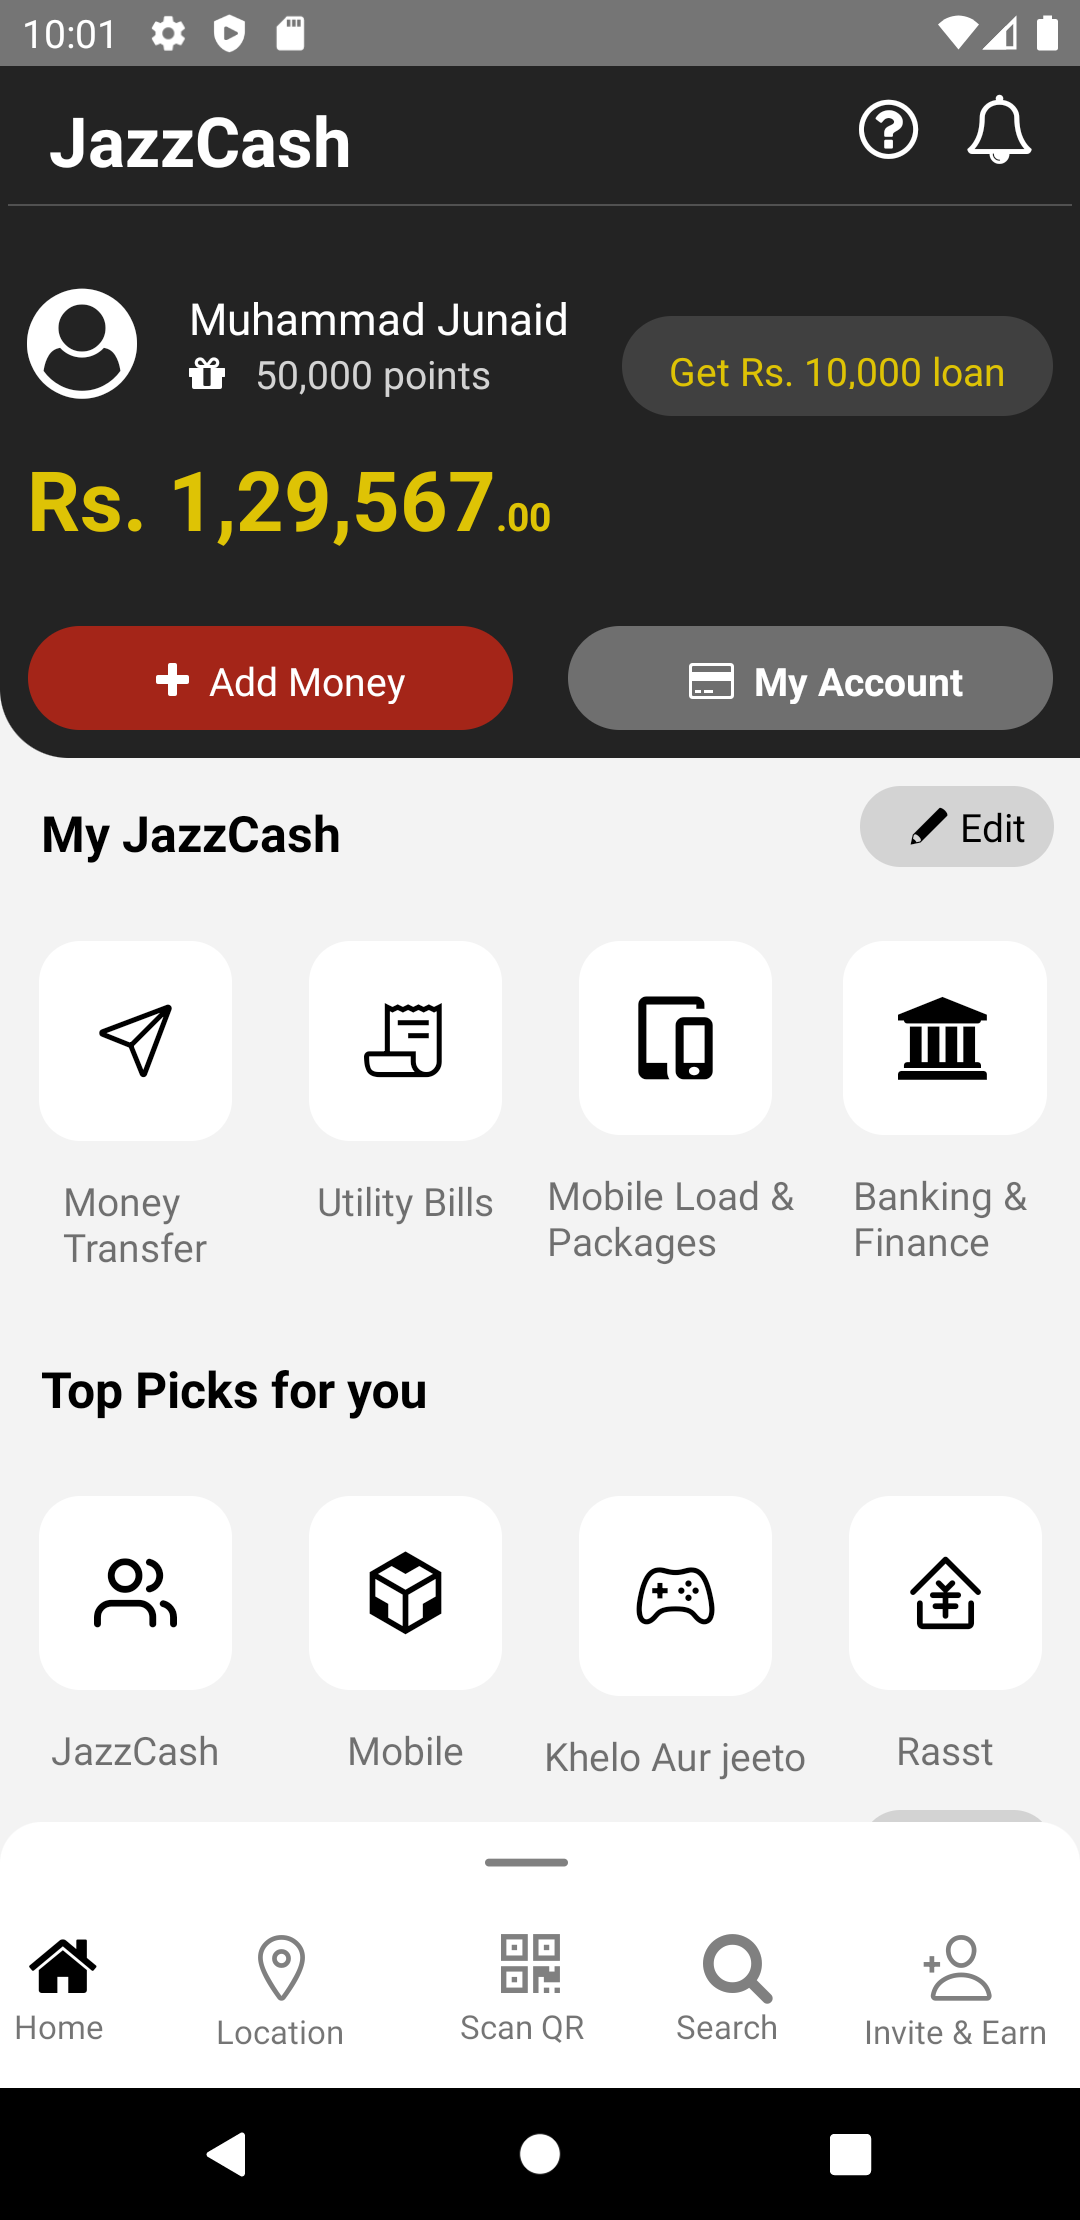 10:01
JazzCash
Muhammad Junaid
50,000 points
Get Rs. 10,000 loan
Rs. 1,29,567.00
Add Money
My Account
My JazzCash
Edit
Money
Transfer
Utility Bills
Mobile Load &
Packages
Banking &
Finance
Top Picks for you
JazzCash
Mobile
Khelo Aur jeeto
Rasst
Home
Location
Scan QR
Search
Invite & Earn